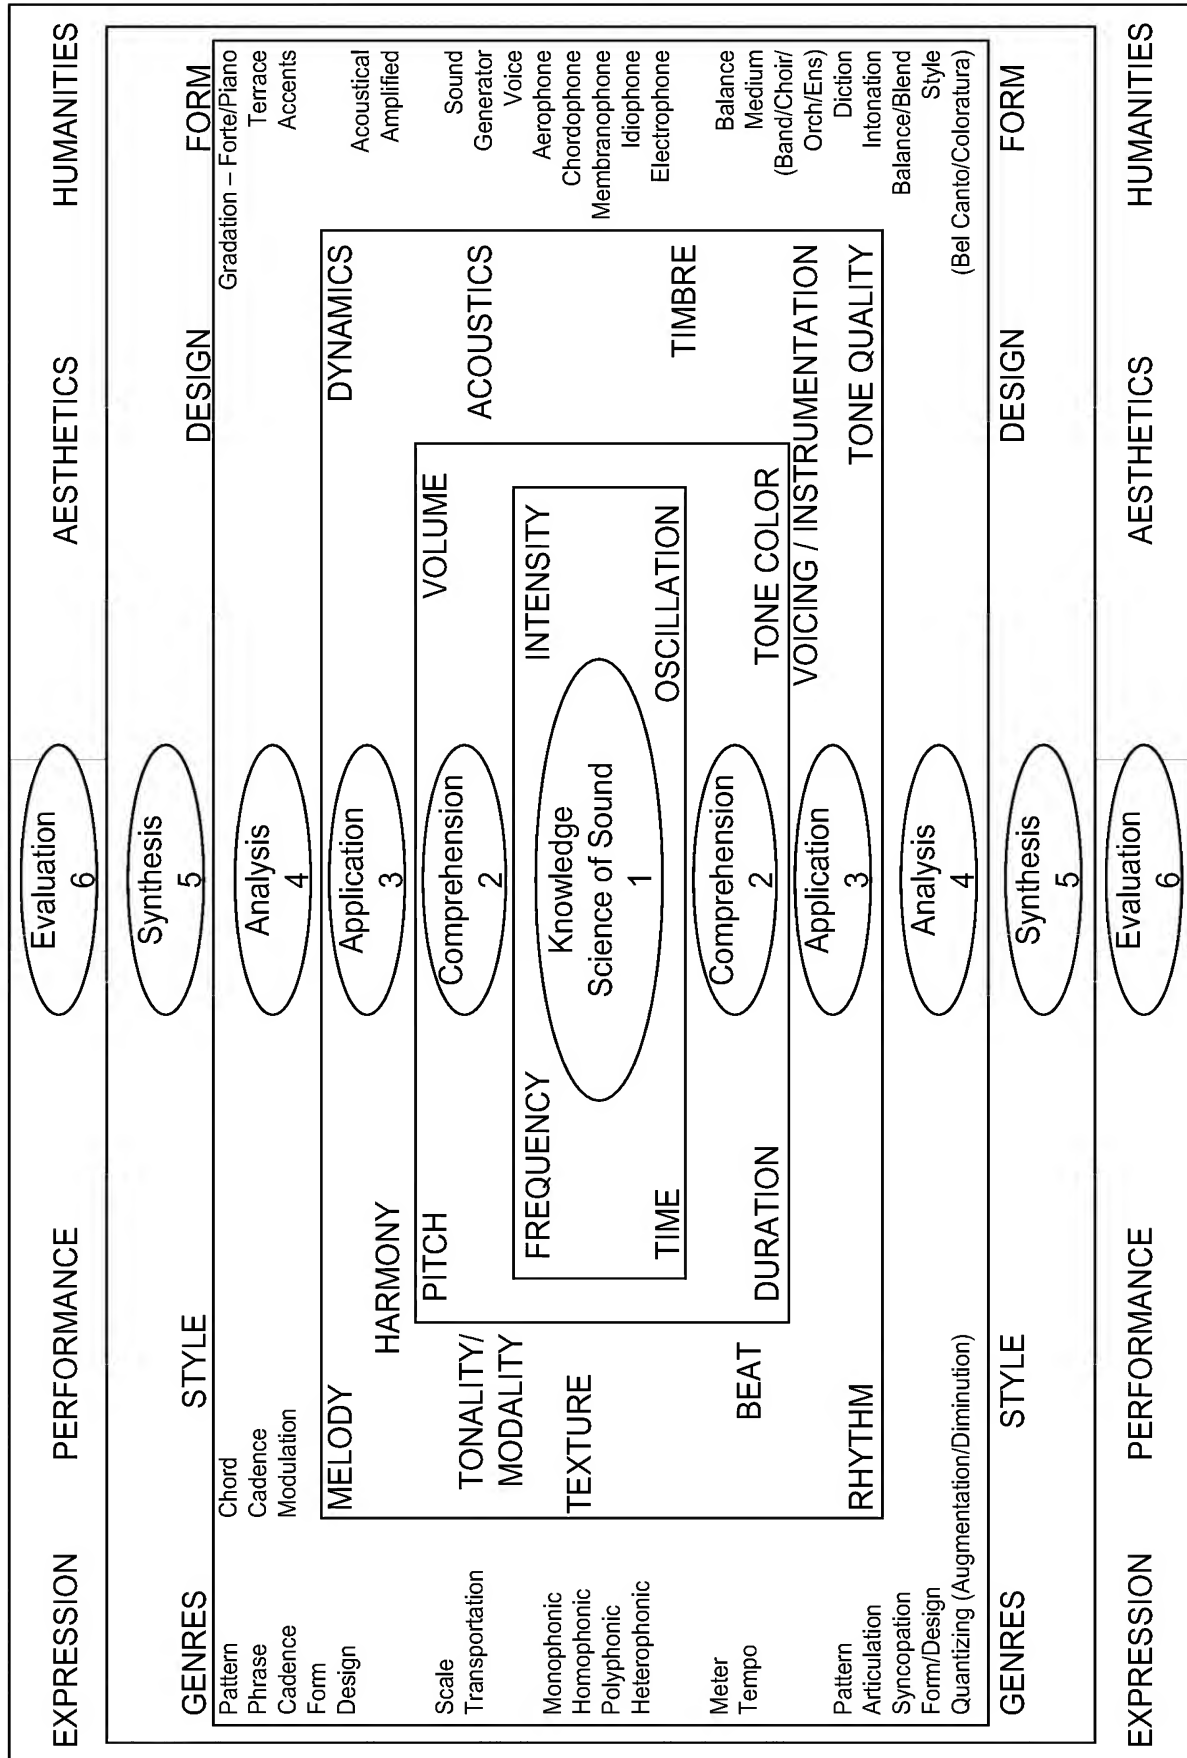 EXPRESSION PERFORMANCE Evaluation AESTHETICS HUMANITIES
6
Synthesis
5
GENRES STYLE DESIGN FORM
Pattern Chord Analysis Gradation – Forte/Piano
Phrase Cadence 4 Terrace
Cadence Modulation Accents
Form
Design
MELODY Application DYNAMICS Acoustical
HARMONY 3 Amplified
PITCH Comprehension VOLUME
2
Scale TONALITY/ ACOUSTICS Sound
Transportation MODALITY Generator
Voice
FREQUENCY INTENSITY
Monophonic TEXTURE Knowledge Aerophone
Homophonic Science of Sound Chordophone
Polyphonic 1 Membranophone
Heterophonic Idiophone
TIME OSCILLATION Electrophone
TIMBRE
Meter BEAT Comprehension Balance
Tempo 2 Medium
DURATION TONE COLOR (Band/Choir/
VOICING / INSTRUMENTATION Orch/Ens)
Pattern RHYTHM Application TONE QUALITY Diction
Articulation 3 Intonation
Syncopation Balance/Blend
Form/Design Analysis Style
Quantizing (Augmentation/Diminution) 4 (Bel Canto/Coloratura)
GENRES STYLE DESIGN FORM
Synthesis
5
EXPRESSION PERFORMANCE Evaluation AESTHETICS HUMANITIES
6